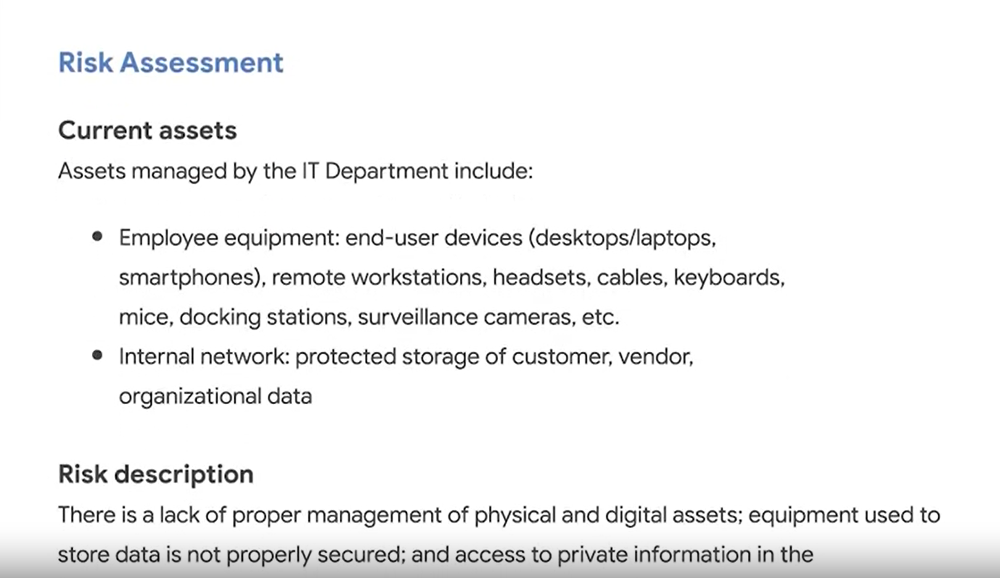 Risk Assessment
Current assets
Assets managed by the IT Department include:
● Employee equipment: end-user devices (desktops/laptops,
smartphones), remote workstations, headsets, cables, keyboards,
mice, docking stations, surveillance cameras, etc.
● Internal network: protected storage of customer, vendor,
organizational data
Risk description
There is a lack of proper management of physical and digital assets; equipment used to
store data is not properly secured; and access to private information in the